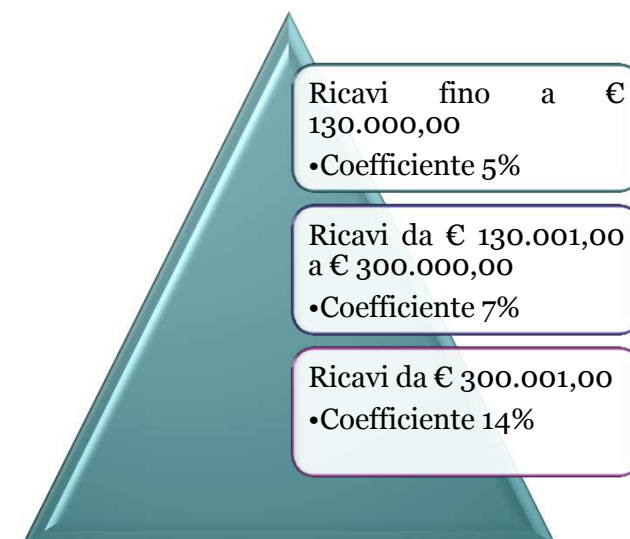 Ricavi fino a €
130.000,00
•Coefficiente 5%
Ricavi da € 130.001,00
a € 300.000,00
•Coefficiente 7%
Ricavi da € 300.001,00
•Coefficiente 14%